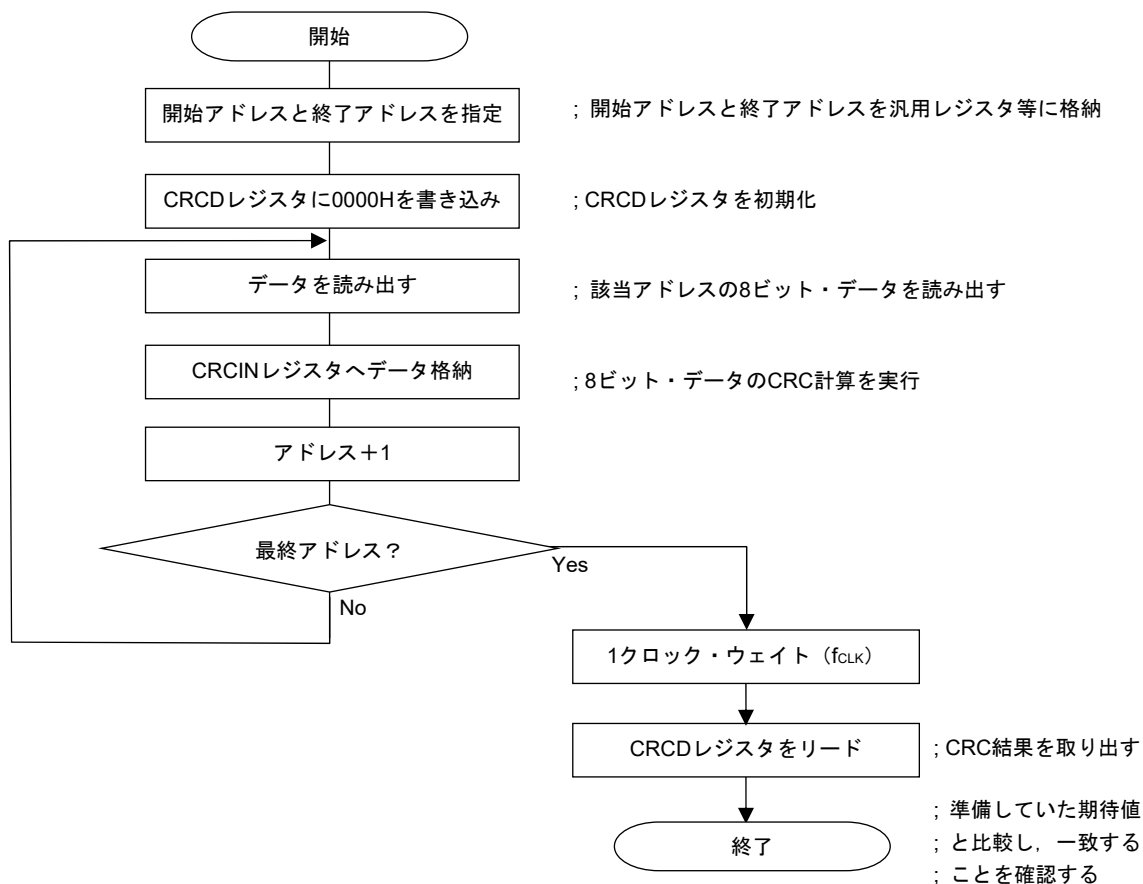 開始
開始アドレスと終了アドレスを指定
; 開始アドレスと終了アドレスを汎用レジスタ等に格納
CRCDレジスタに0000Hを書き込み
; CRCDレジスタを初期化
データを読み出す
; 該当アドレスの8ビット・データを読み出す
CRCINレジスタへデータ格納
; 8ビット・データのCRC計算を実行
アドレス+1
最終アドレス?
Yes
No
1クロック・ウェイト(fCLK)
CRCDレジスタをリード
; CRC結果を取り出す
終了
; 準備していた期待値
; と比較し,一致する
; ことを確認する